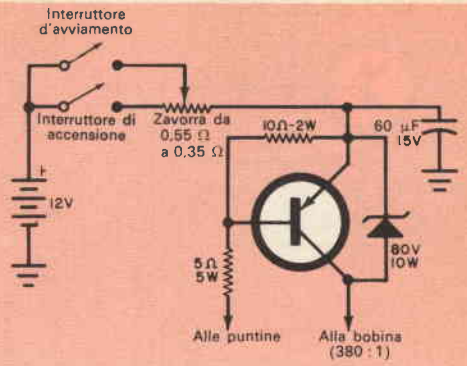 Interruttore
d'avviamento
Interruttore di
accensione
Zavorra da
0,55 Ω
a 0,35 Ω
10Ω-2W
60 μF
15V
+
12V
5Ω
5W
80V
10W
Alle puntine
Alla bobina
(380 : 1)